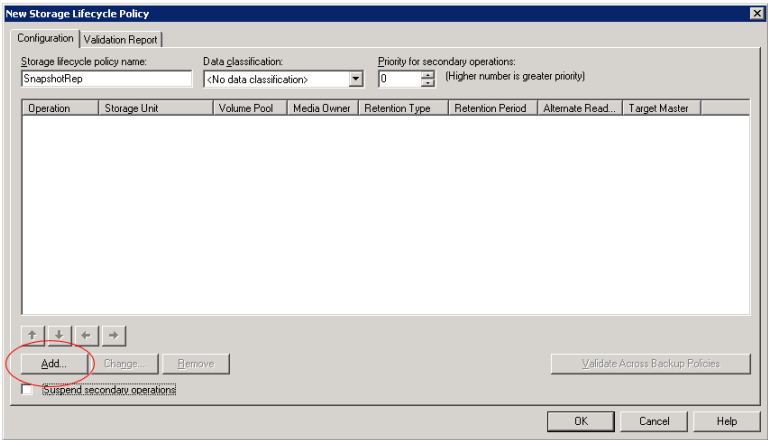 New Storage Lifecycle Policy
Configuration
Validation Report
Storage lifecycle policy name:
Data classification:
Priority for secondary operations:
SnapshotRep
<No data classification>
0
(Higher number is greater priority)
Operation
Storage Unit
Volume Pool
Media Owner
Retention Type
Retention Period
Alternate Read...
Target Master
Add...
Change...
Remove
Validate Across Backup Policies
Suspend secondary operations
OK
Cancel
Help